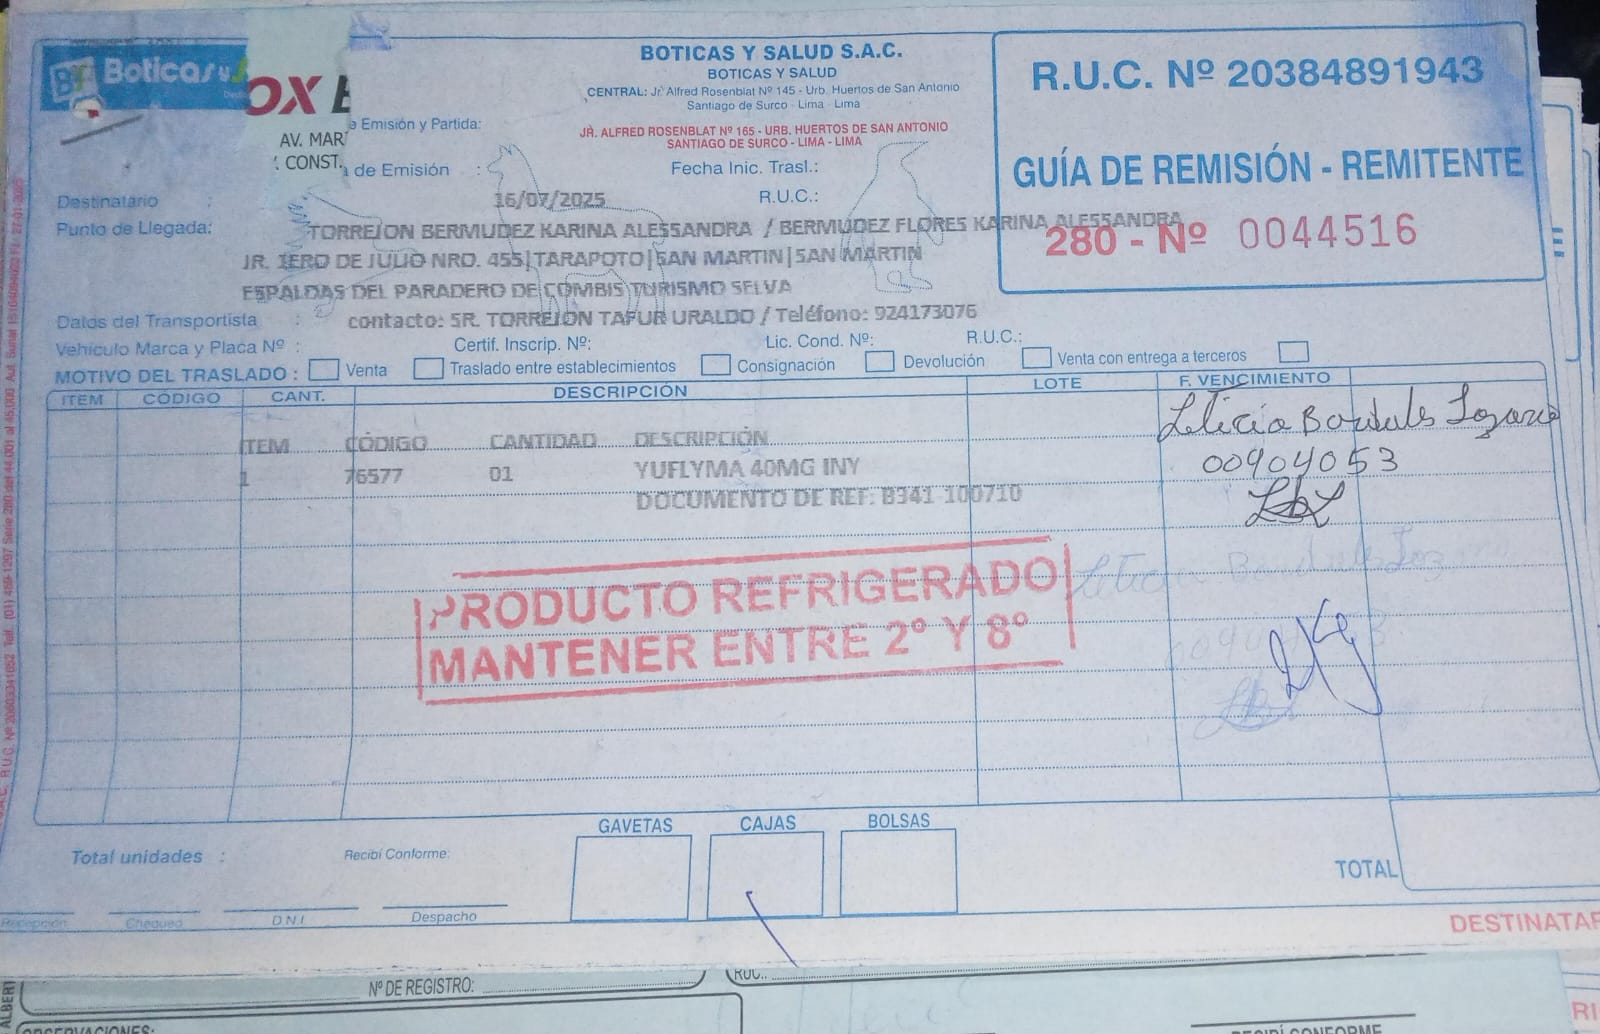 Boticas y
OX
AV. MAR
CONST.
BOTICAS Y SALUD S.A.C.
BOTICAS Y SALUD
CENTRAL: Jr. Alfred Rosenblat Nº 145 - Urb. Huertos de San Antonio
Santiago de Surco - Lima - Lima
JR. ALFRED ROSENBLAT Nº 165 - URB. HUERTOS DE SAN ANTONIO
SANTIAGO DE SURCO - LIMA - LIMA
R.U.C. Nº 20384891943
GUÍA DE REMISIÓN - REMITENTE
280 - Nº 0044516
Emisión y Partida:
de Emisión : Fecha Inic. Trasl.:
16/07/2025 R.U.C.:
Destinatario :
TORREJON BERMUDEZ KARINA ALESSANDRA / BERMUDEZ FLORES KARINA ALESSANDRA
Punto de Llegada:
JR. 1ERO DE JULIO NRO. 455|TARAPOTO|SAN MARTIN|SAN MARTIN
ESPALDAS DEL PARADERO DE COMBIS TURISMO SELVA
Datos del Transportista : contacto: SR. TORREJON TAFUR URALDO / Teléfono: 924173076
Vehículo Marca y Placa Nº : Certif. Inscrip. Nº: Lic. Cond. Nº: R.U.C.:
MOTIVO DEL TRASLADO : Venta Traslado entre establecimientos Consignación Devolución Venta con entrega a terceros
ITEM CÓDIGO CANT. DESCRIPCIÓN LOTE F. VENCIMIENTO
ITEM CÓDIGO CANTIDAD DESCRIPCIÓN
1 76577 01 YUFLYMA 40MG INY
DOCUMENTO DE REF: B341-100710
Leticia
00904053
PRODUCTO REFRIGERADO
MANTENER ENTRE 2° Y 8°
GAVETAS CAJAS BOLSAS
Total unidades : Recibí Conforme:
TOTAL
Recepción Chequeo D.N.I. Despacho
DESTINATAR
Nº DE REGISTRO:
RUC.:
OBSERVACIONES:
RECIBÍ CONFORME